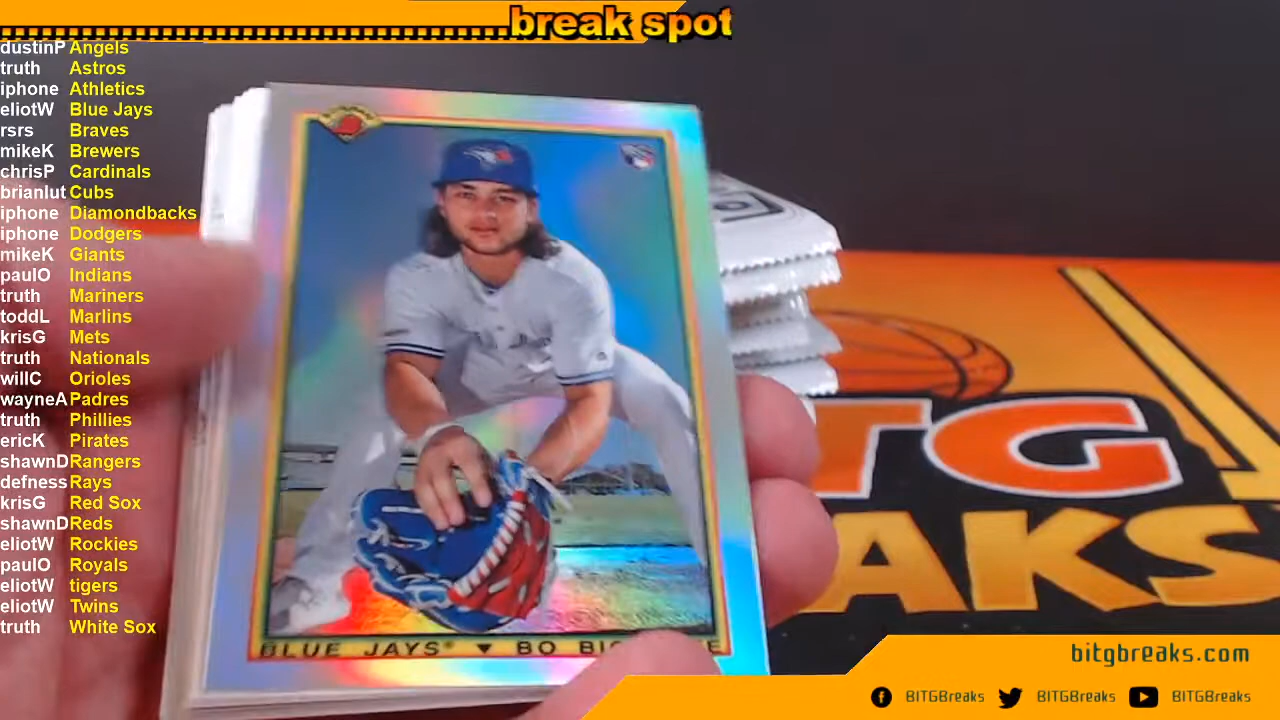 break spot
dustinP Angels
truth Astros
iphone Athletics
eliotW Blue Jays
rsrs Braves
mikeK Brewers
chrisP Cardinals
brianlut Cubs
iphone Diamondbacks
iphone Dodgers
mikeK Giants
paulO Indians
truth Mariners
toddL Marlins
krisG Mets
truth Nationals
willC Orioles
wayneA Padres
truth Phillies
ericK Pirates
shawnD Rangers
defness Rays
krisG Red Sox
shawnD Reds
eliotW Rockies
paulO Royals
eliotW tigers
eliotW Twins
truth White Sox
BLUE JAYS ▼ BO
TG
AKS
bitgbreaks.com
BITGBreaks BITGBreaks BITGBreaks